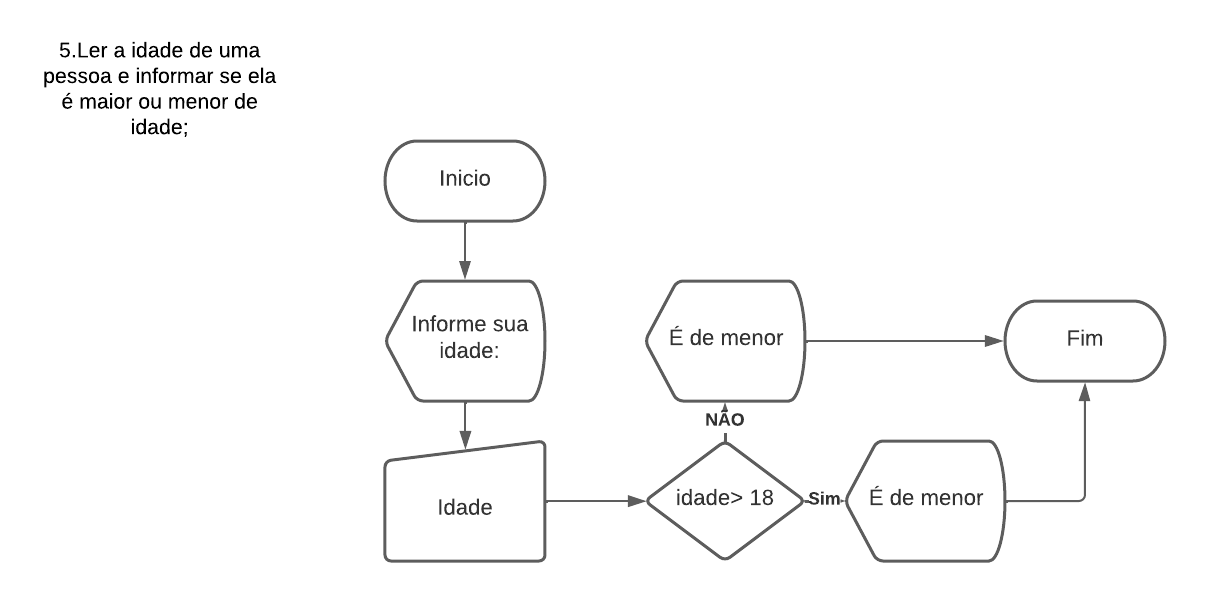 5.Ler a idade de uma
pessoa e informar se ela
é maior ou menor de
idade;
Inicio
Informe sua
idade:
Idade
idade> 18
NÃO
É de menor
Sim
É de menor
Fim